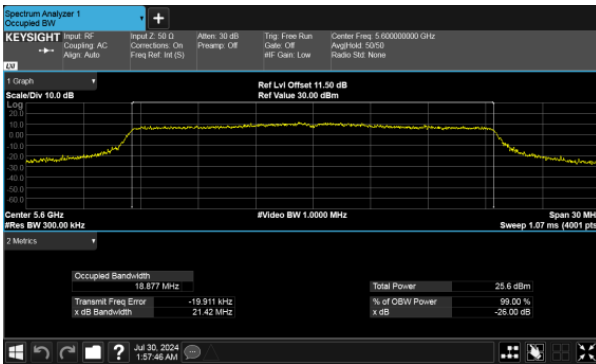 Spectrum Analyzer 1
Occupied BW
KEYSIGHT Input: RF Input Z: 50 Ω Atten: 30 dB Trig: Free Run Center Freq: 5.600000000 GHz
Coupling: AC Corrections: On Preamp: Off Gate: Off Avg|Hold: 50/50
Align: Auto Freq Ref: Int (S) #IF Gain: Low Radio Std: None
LXI
1 Graph
Ref Lvl Offset 11.50 dB
Scale/Div 10.0 dB Ref Value 30.00 dBm
Log
20.0
10.0
0.00
-10.0
-20.0
-30.0
-40.0
-50.0
-60.0
Center 5.6 GHz #Video BW 1.0000 MHz Span 30 MH
#Res BW 300.00 kHz Sweep 1.07 ms (4001 pts
2 Metrics
Occupied Bandwidth
18.877 MHz Total Power 25.6 dBm
Transmit Freq Error -19.911 kHz % of OBW Power 99.00 %
x dB Bandwidth 21.42 MHz x dB -26.00 dB
? Jul 30, 2024
1:57:46 AM